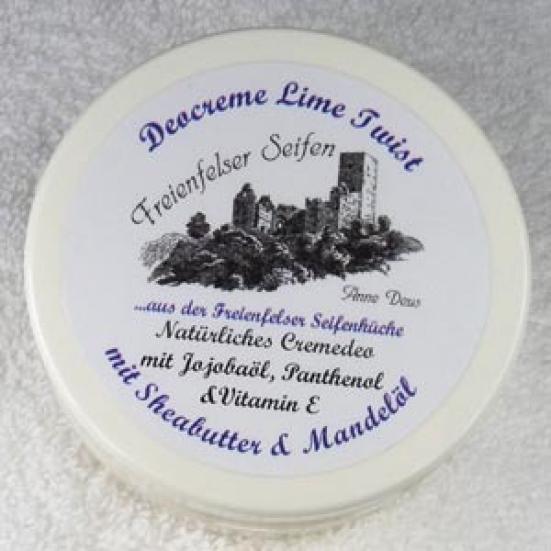 Deocreme Lime Twist
Freienfelser Seifen
Anno Deus
...aus der Freienfelser Seifenküche
Natürliches Cremedeo
mit Jojobaöl, Panthenol
&Vitamin E
mit Sheabutter & Mandelöl